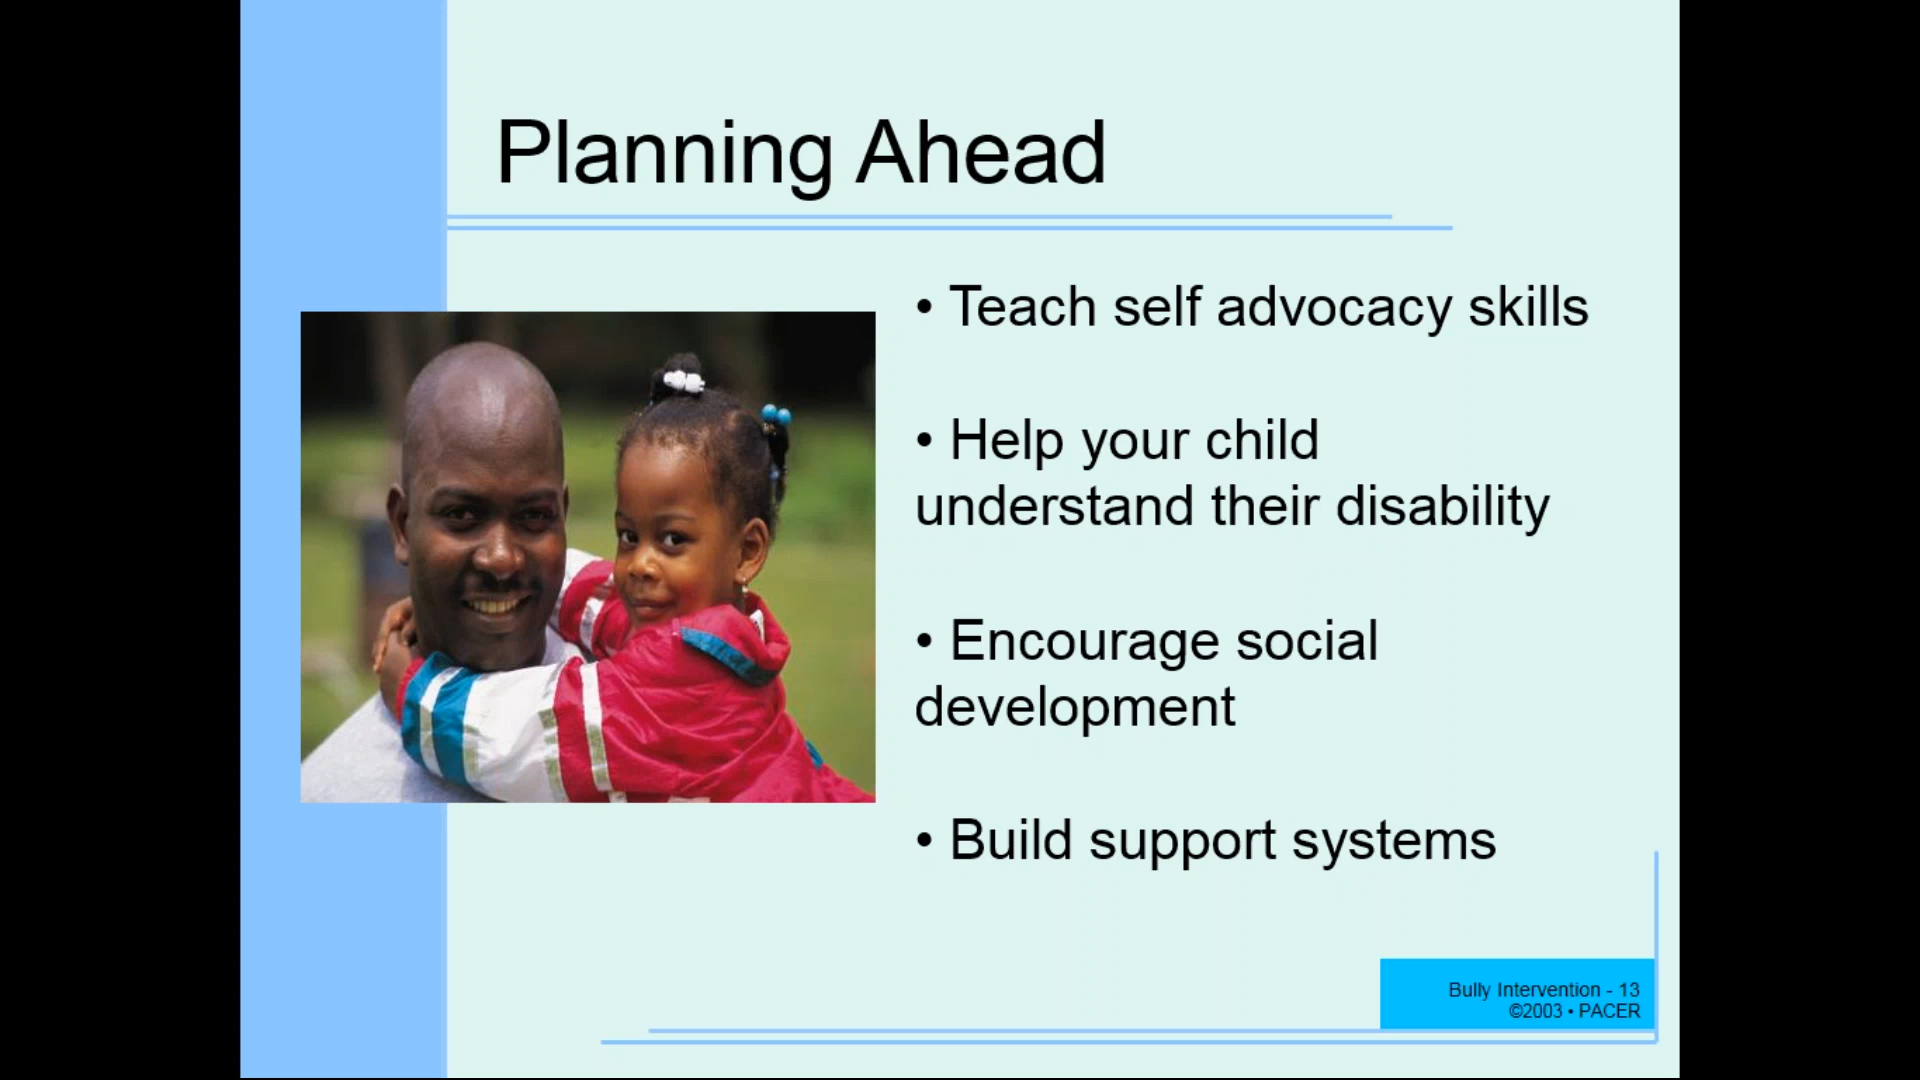 Planning Ahead
• Teach self advocacy skills
• Help your child
understand their disability
• Encourage social
development
• Build support systems
Bully Intervention - 13
©2003 • PACER